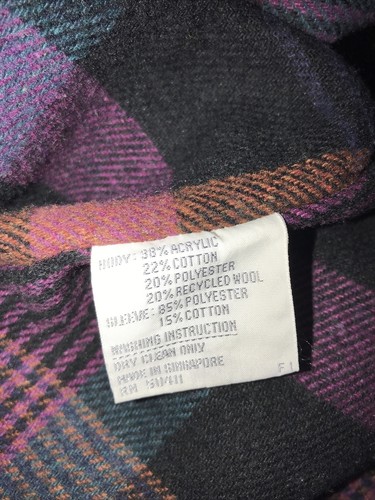 BODY: 38% ACRYLIC
22% COTTON
20% POLYESTER
20% RECYCLED WOOL
SLEEVE: 85% POLYESTER
15% COTTON
WASHING INSTRUCTION
DRY CLEAN ONLY
MADE IN SINGAPORE
RN